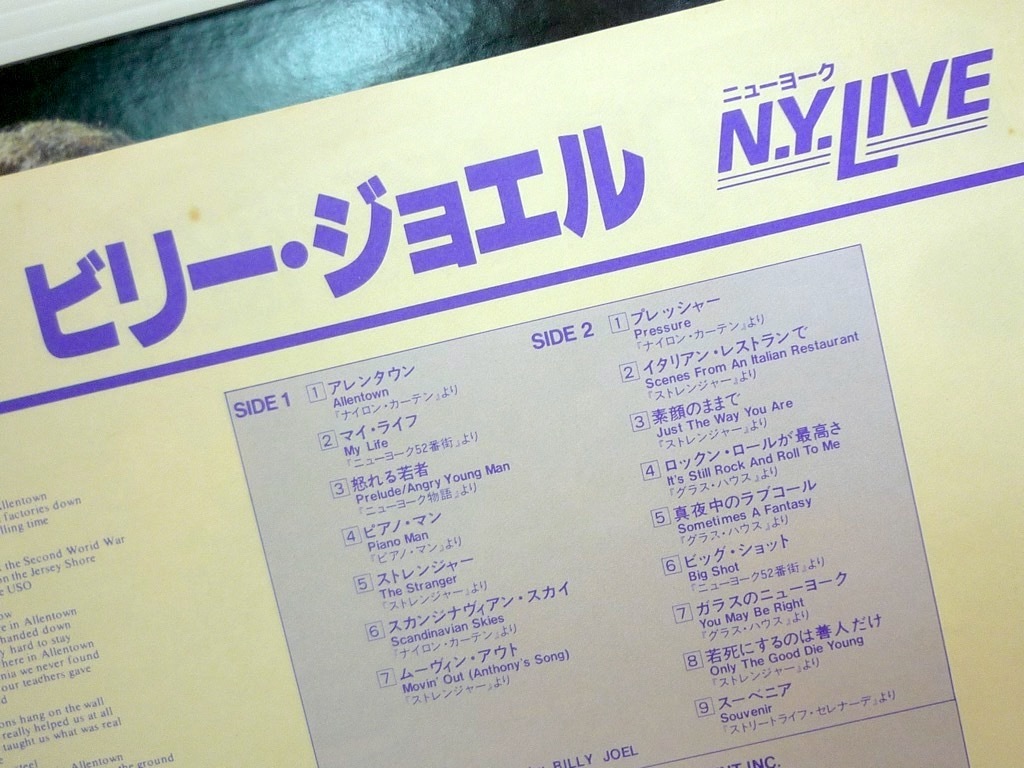 ビリー・ジョエル
ニューヨーク
N.Y. LIVE
SIDE 1
1 アレンタウン
Allentown
『ナイロン・カーテン』より
2 マイ・ライフ
My Life
『ニューヨーク52番街』より
3 怒れる若者
Prelude/Angry Young Man
『ニューヨーク物語』より
4 ピアノ・マン
Piano Man
『ピアノ・マン』より
5 ストレンジャー
The Stranger
『ストレンジャー』より
6 スカンジナヴィアン・スカイ
Scandinavian Skies
『ナイロン・カーテン』より
7 ムーヴィン・アウト
Movin' Out (Anthony's Song)
『ストレンジャー』より
SIDE 2
1 プレッシャー
Pressure
『ナイロン・カーテン』より
2 イタリアン・レストランで
Scenes From An Italian Restaurant
『ストレンジャー』より
3 素顔のままで
Just The Way You Are
『ストレンジャー』より
4 ロックン・ロールが最高さ
It's Still Rock And Roll To Me
『グラス・ハウス』より
5 真夜中のラブコール
Sometimes A Fantasy
『グラス・ハウス』より
6 ビッグ・ショット
Big Shot
『ニューヨーク52番街』より
7 ガラスのニューヨーク
You May Be Right
『グラス・ハウス』より
8 若死にするのは善人だけ
Only The Good Die Young
『ストレンジャー』より
9 スーベニア
Souvenir
『ストリートライフ・セレナーデ』より
BILLY JOEL
INC.
Allentown
factories down
time
the Second World War
on the Jersey Shore
USO
in Allentown
handed down
hard to stay
here in Allentown
we never found
our teachers gave
hang on the wall
really helped us at all
taught us what was real
Allentown
the ground